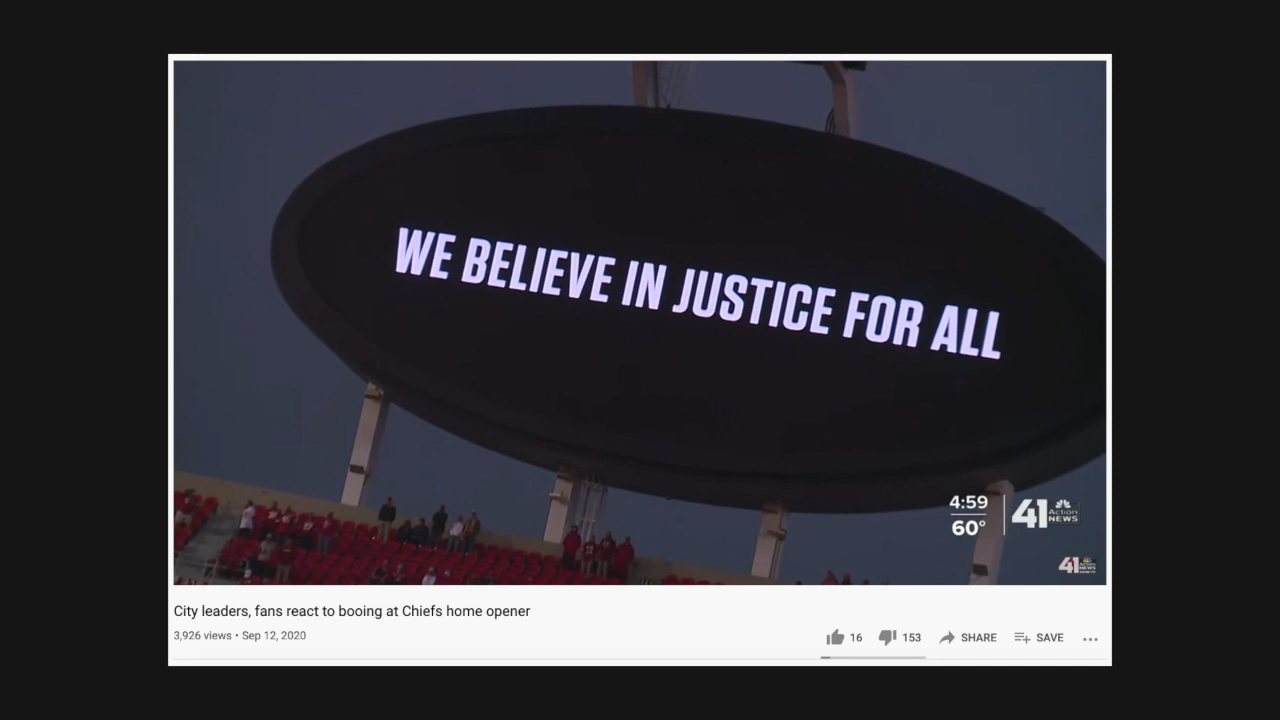 WE BELIEVE IN JUSTICE FOR ALL
4:59
60°
41 Action NEWS
41 Action NEWS
City leaders, fans react to booing at Chiefs home opener
3,926 views • Sep 12, 2020
16 153 SHARE SAVE